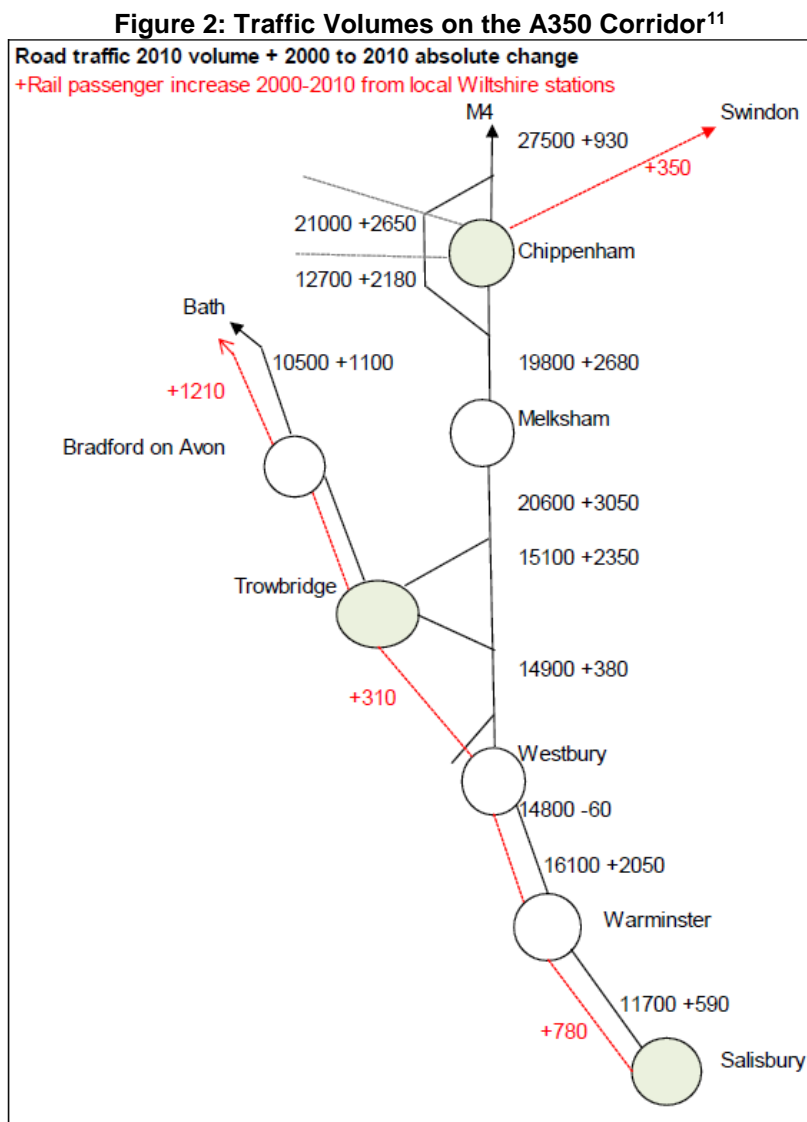 Figure 2: Traffic Volumes on the A350 Corridor11
Road traffic 2010 volume + 2000 to 2010 absolute change
+Rail passenger increase 2000-2010 from local Wiltshire stations
M4
Swindon
27500 +930
+350
21000 +2650
Chippenham
12700 +2180
Bath
10500 +1100
19800 +2680
+1210
Melksham
Bradford on Avon
20600 +3050
15100 +2350
Trowbridge
14900 +380
+310
Westbury
14800 -60
16100 +2050
Warminster
11700 +590
+780
Salisbury